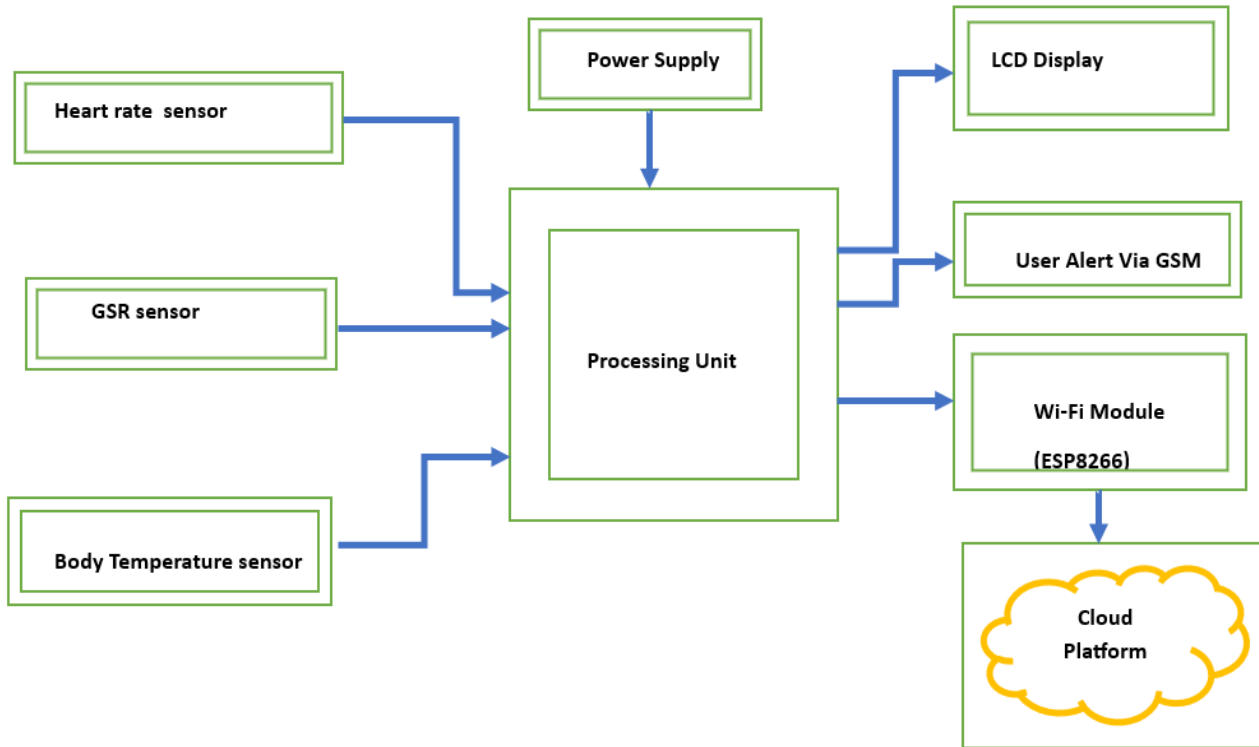 Power Supply
LCD Display
Heart rate sensor
User Alert Via GSM
GSR sensor
Processing Unit
Wi-Fi Module
(ESP8266)
Body Temperature sensor
Cloud
Platform